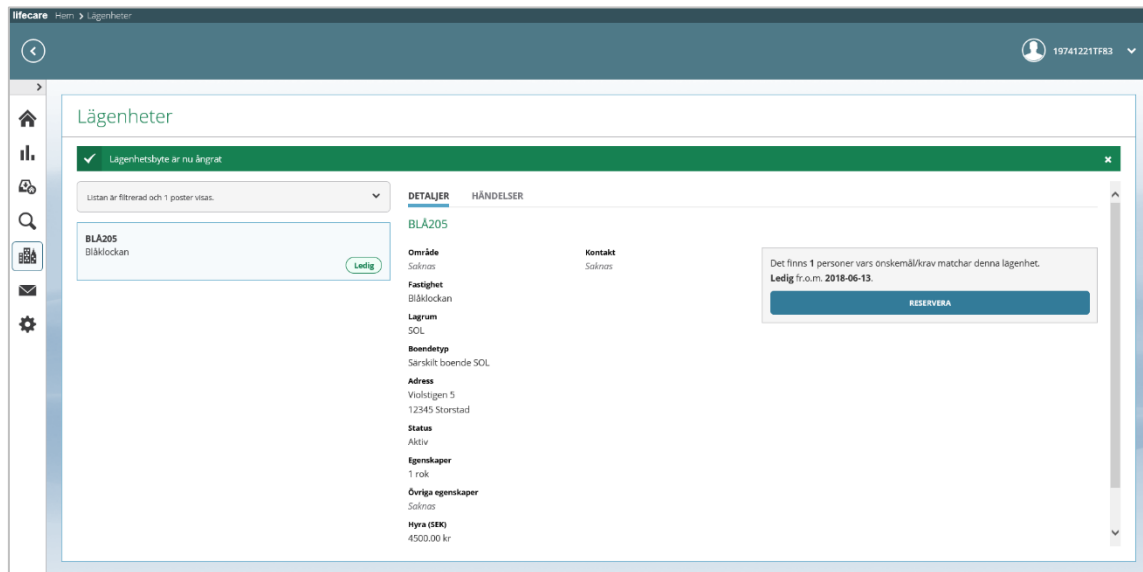 lifecare Hem > Lägenheter
19741221TF83
Lägenheter
Lägenhetsbyte är nu ångrat
Listan är filtrerad och 1 poster visas.
BLÅ205
Blåklockan
Ledig
DETALJER HÄNDELSER
BLÅ205
Område
Saknas
Fastighet
Blåklockan
Lagrum
SOL
Boendetyp
Särskilt boende SOL
Adress
Violstigen 5
12345 Storstad
Status
Aktiv
Egenskaper
1 rok
Övriga egenskaper
Saknas
Hyra (SEK)
4500.00 kr
Kontakt
Saknas
Det finns 1 personer vars önskemål/krav matchar denna lägenhet.
Ledig fr.o.m. 2018-06-13.
RESERVERA